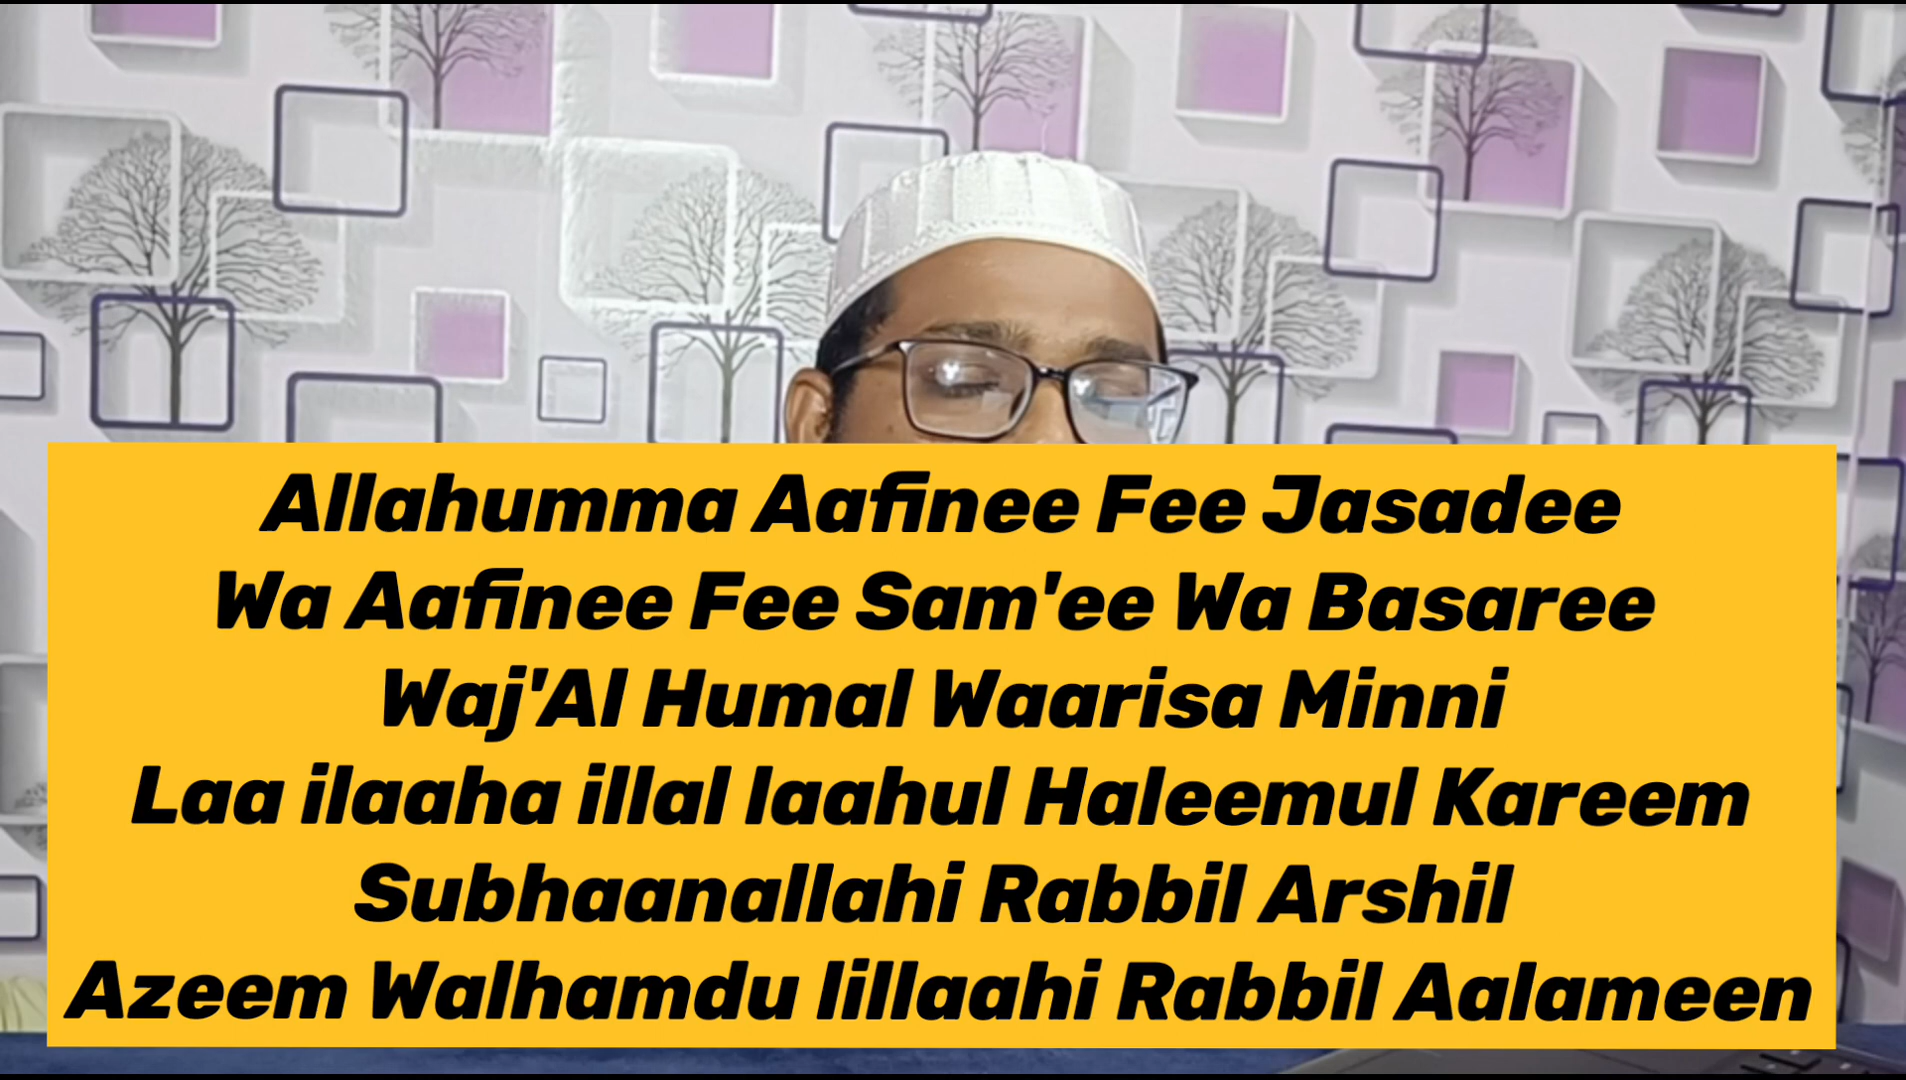 Allahumma Aafinee Fee Jasadee
Wa Aafinee Fee Sam'ee Wa Basaree
Waj'Al Humal Waarisa Minni
Laa ilaaha illal laahul Haleemul Kareem
Subhaanallahi Rabbil Arshil
Azeem Walhamdu lillaahi Rabbil Aalameen